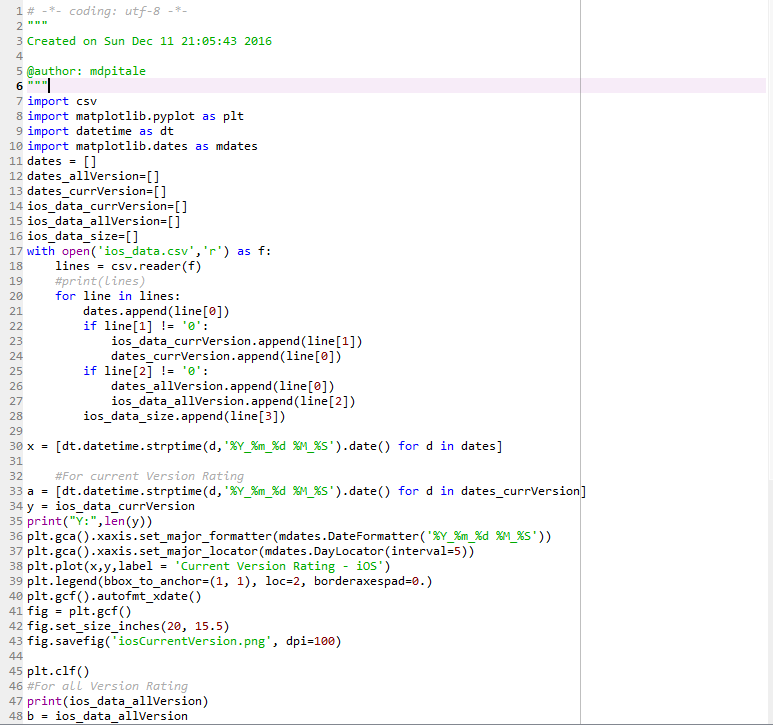 1 # -*- coding: utf-8 -*-
2 """
3 Created on Sun Dec 11 21:05:43 2016
4
5 @author: mdpitale
6 """
7 import csv
8 import matplotlib.pyplot as plt
9 import datetime as dt
10 import matplotlib.dates as mdates
11 dates = []
12 dates_allVersion=[]
13 dates_currVersion=[]
14 ios_data_currVersion=[]
15 ios_data_allVersion=[]
16 ios_data_size=[]
17 with open('ios_data.csv','r') as f:
18     lines = csv.reader(f)
19     #print(lines)
20     for line in lines:
21         dates.append(line[0])
22         if line[1] != '0':
23             ios_data_currVersion.append(line[1])
24             dates_currVersion.append(line[0])
25         if line[2] != '0':
26             dates_allVersion.append(line[0])
27             ios_data_allVersion.append(line[2])
28         ios_data_size.append(line[3])
29
30 x = [dt.datetime.strptime(d,'%Y_%m_%d %M_%S').date() for d in dates]
31
32     #For current Version Rating
33 a = [dt.datetime.strptime(d,'%Y_%m_%d %M_%S').date() for d in dates_currVersion]
34 y = ios_data_currVersion
35 print("Y:",len(y))
36 plt.gca().xaxis.set_major_formatter(mdates.DateFormatter('%Y_%m_%d %M_%S'))
37 plt.gca().xaxis.set_major_locator(mdates.DayLocator(interval=5))
38 plt.plot(x,y,label = 'Current Version Rating - iOS')
39 plt.legend(bbox_to_anchor=(1, 1), loc=2, borderaxespad=0.)
40 plt.gcf().autofmt_xdate()
41 fig = plt.gcf()
42 fig.set_size_inches(20, 15.5)
43 fig.savefig('iosCurrentVersion.png', dpi=100)
44
45 plt.clf()
46 #For all Version Rating
47 print(ios_data_allVersion)
48 b = ios_data_allVersion